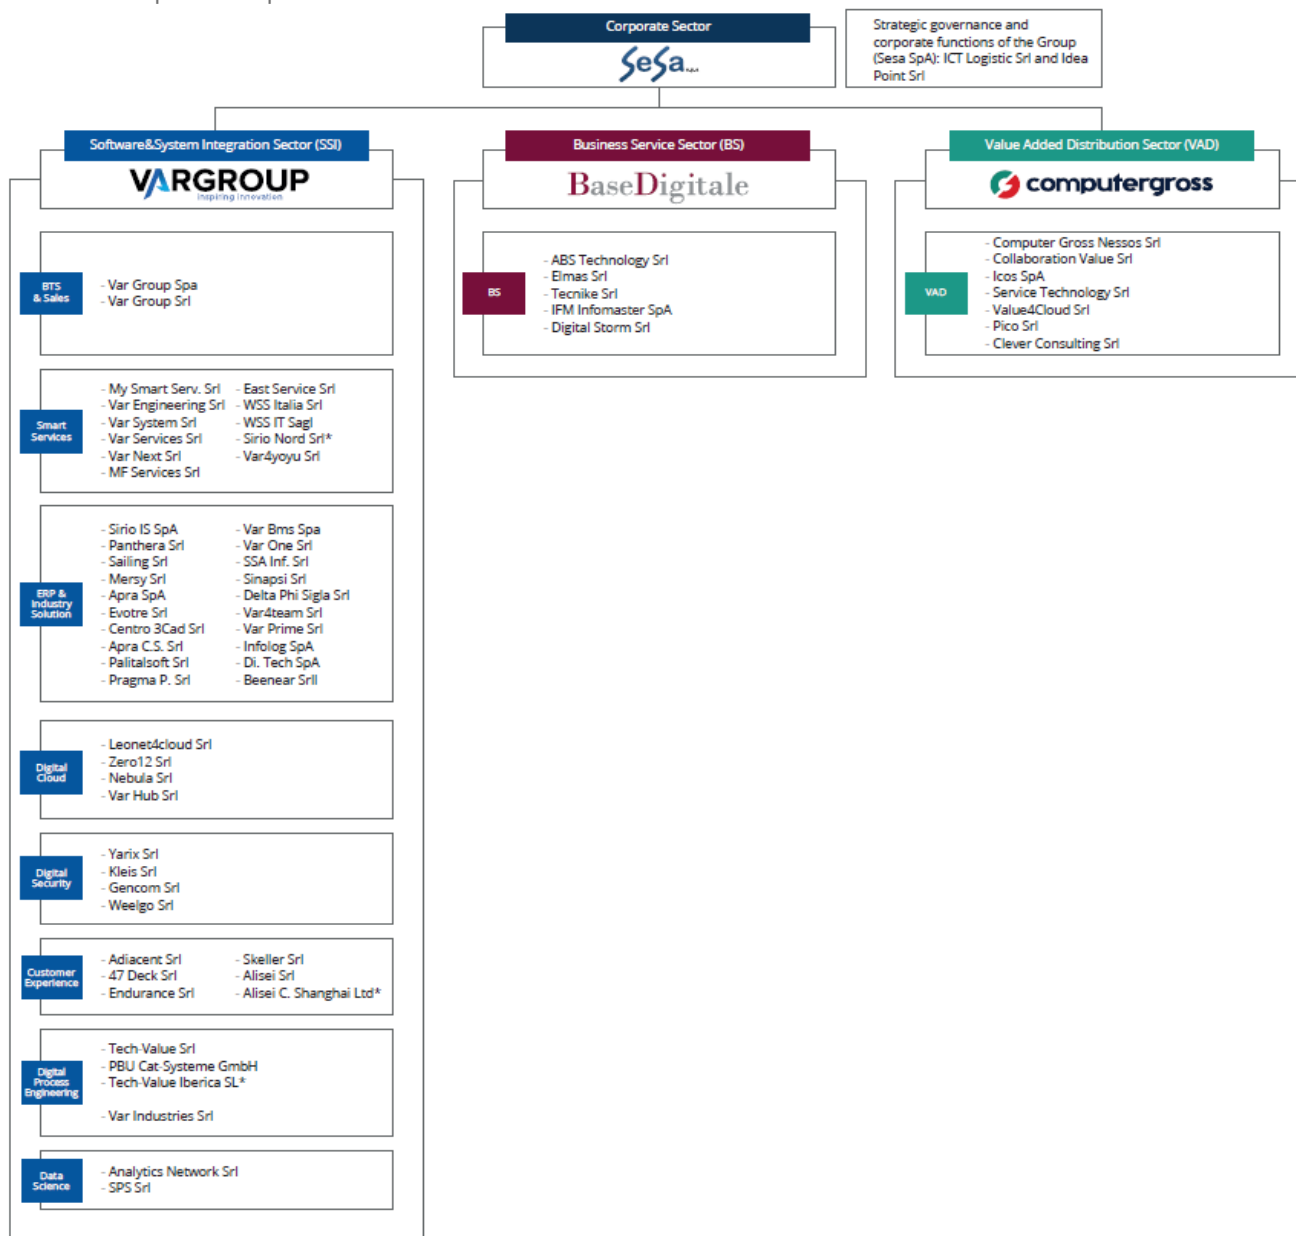 Corporate Sector
SeSa S.p.A.
Strategic governance and
corporate functions of the Group
(Sesa SpA): ICT Logistic Srl and Idea
Point Srl
Software&System Integration Sector (SSI)
VARGROUP
Inspiring Innovation
Business Service Sector (BS)
BaseDigitale
Value Added Distribution Sector (VAD)
computergross
BTS
& Sales
- Var Group Spa
- Var Group Srl
BS
- ABS Technology Srl
- Elmas Srl
- Tecnike Srl
- IFM Infomaster SpA
- Digital Storm Srl
VAD
- Computer Gross Nessos Srl
- Collaboration Value Srl
- Icos SpA
- Service Technology Srl
- Value4Cloud Srl
- Pico Srl
- Clever Consulting Srl
Smart
Services
- My Smart Serv. Srl
- Var Engineering Srl
- Var System Srl
- Var Services Srl
- Var Next Srl
- MF Services Srl
- East Service Srl
- WSS Italia Srl
- WSS IT Sagl
- Sirio Nord Srl*
- Var4yoyu Srl
ERP &
Industry
Solution
- Sirio IS SpA
- Panthera Srl
- Sailing Srl
- Mersy Srl
- Apra SpA
- Evotre Srl
- Centro 3Cad Srl
- Apra C.S. Srl
- Palitalsoft Srl
- Pragma P. Srl
- Var Bms Spa
- Var One Srl
- SSA Inf. Srl
- Sinapsi Srl
- Delta Phi Sigla Srl
- Var4team Srl
- Var Prime Srl
- Infolog SpA
- Di. Tech SpA
- Beenear Srll
Digital
Cloud
- Leonet4cloud Srl
- Zero12 Srl
- Nebula Srl
- Var Hub Srl
Digital
Security
- Yarix Srl
- Kleis Srl
- Gencom Srl
- Weelgo Srl
Customer
Experience
- Adiacent Srl
- 47 Deck Srl
- Endurance Srl
- Skeller Srl
- Alisei Srl
- Alisei C. Shanghai Ltd*
Digital
Process
Engineering
- Tech-Value Srl
- PBU Cat-Systeme GmbH
- Tech-Value Iberica SL*
- Var Industries Srl
Data
Science
- Analytics Network Srl
- SPS Srl